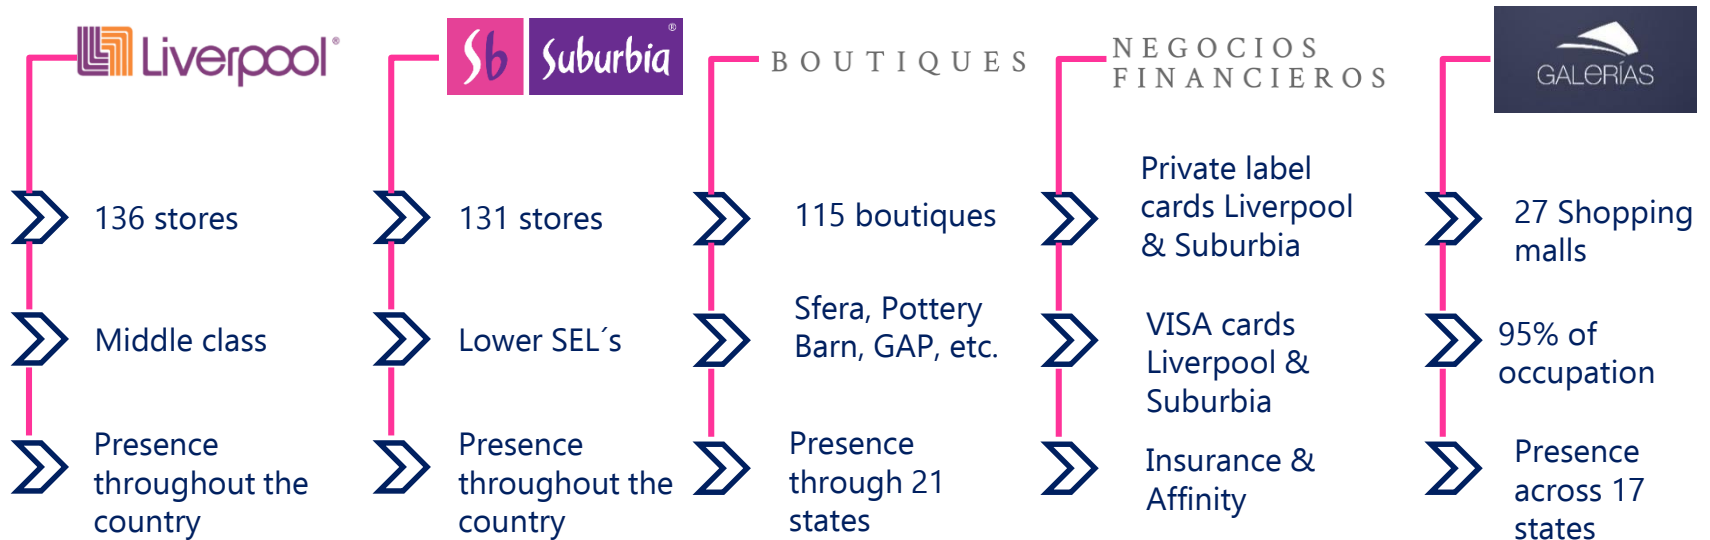 Liverpool®
136 stores
Middle class
Presence
throughout the
country
Sb Suburbia®
131 stores
Lower SEL´s
Presence
throughout the
country
BOUTIQUES
115 boutiques
Sfera, Pottery
Barn, GAP, etc.
Presence
through 21
states
NEGOCIOS
FINANCIEROS
Private label
cards Liverpool
& Suburbia
VISA cards
Liverpool &
Suburbia
Insurance &
Affinity
GALERÍAS
27 Shopping
malls
95% of
occupation
Presence
across 17
states